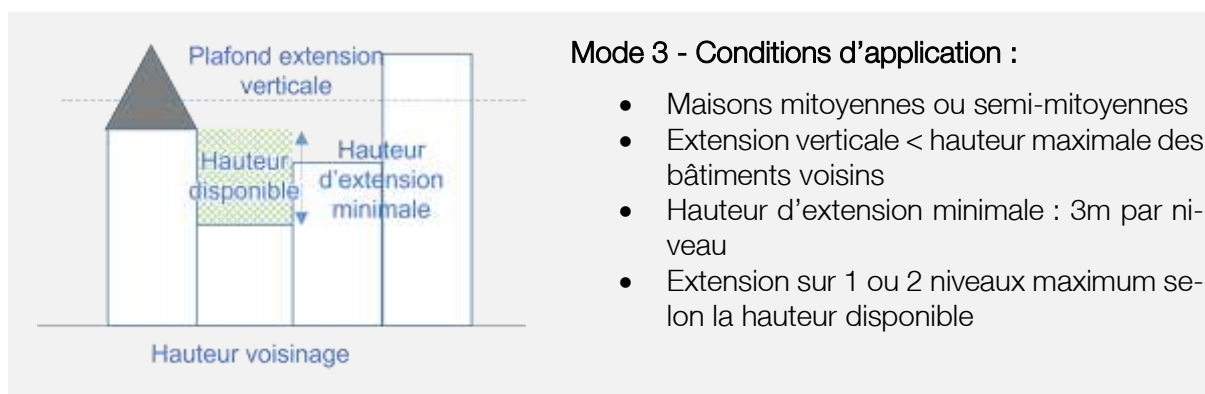 Plafond extension
verticale
Hauteur
disponible
Hauteur
d'extension
minimale
Hauteur voisinage
Mode 3 - Conditions d'application :
• Maisons mitoyennes ou semi-mitoyennes
• Extension verticale < hauteur maximale des
bâtiments voisins
• Hauteur d'extension minimale : 3m par ni-
veau
• Extension sur 1 ou 2 niveaux maximum se-
lon la hauteur disponible